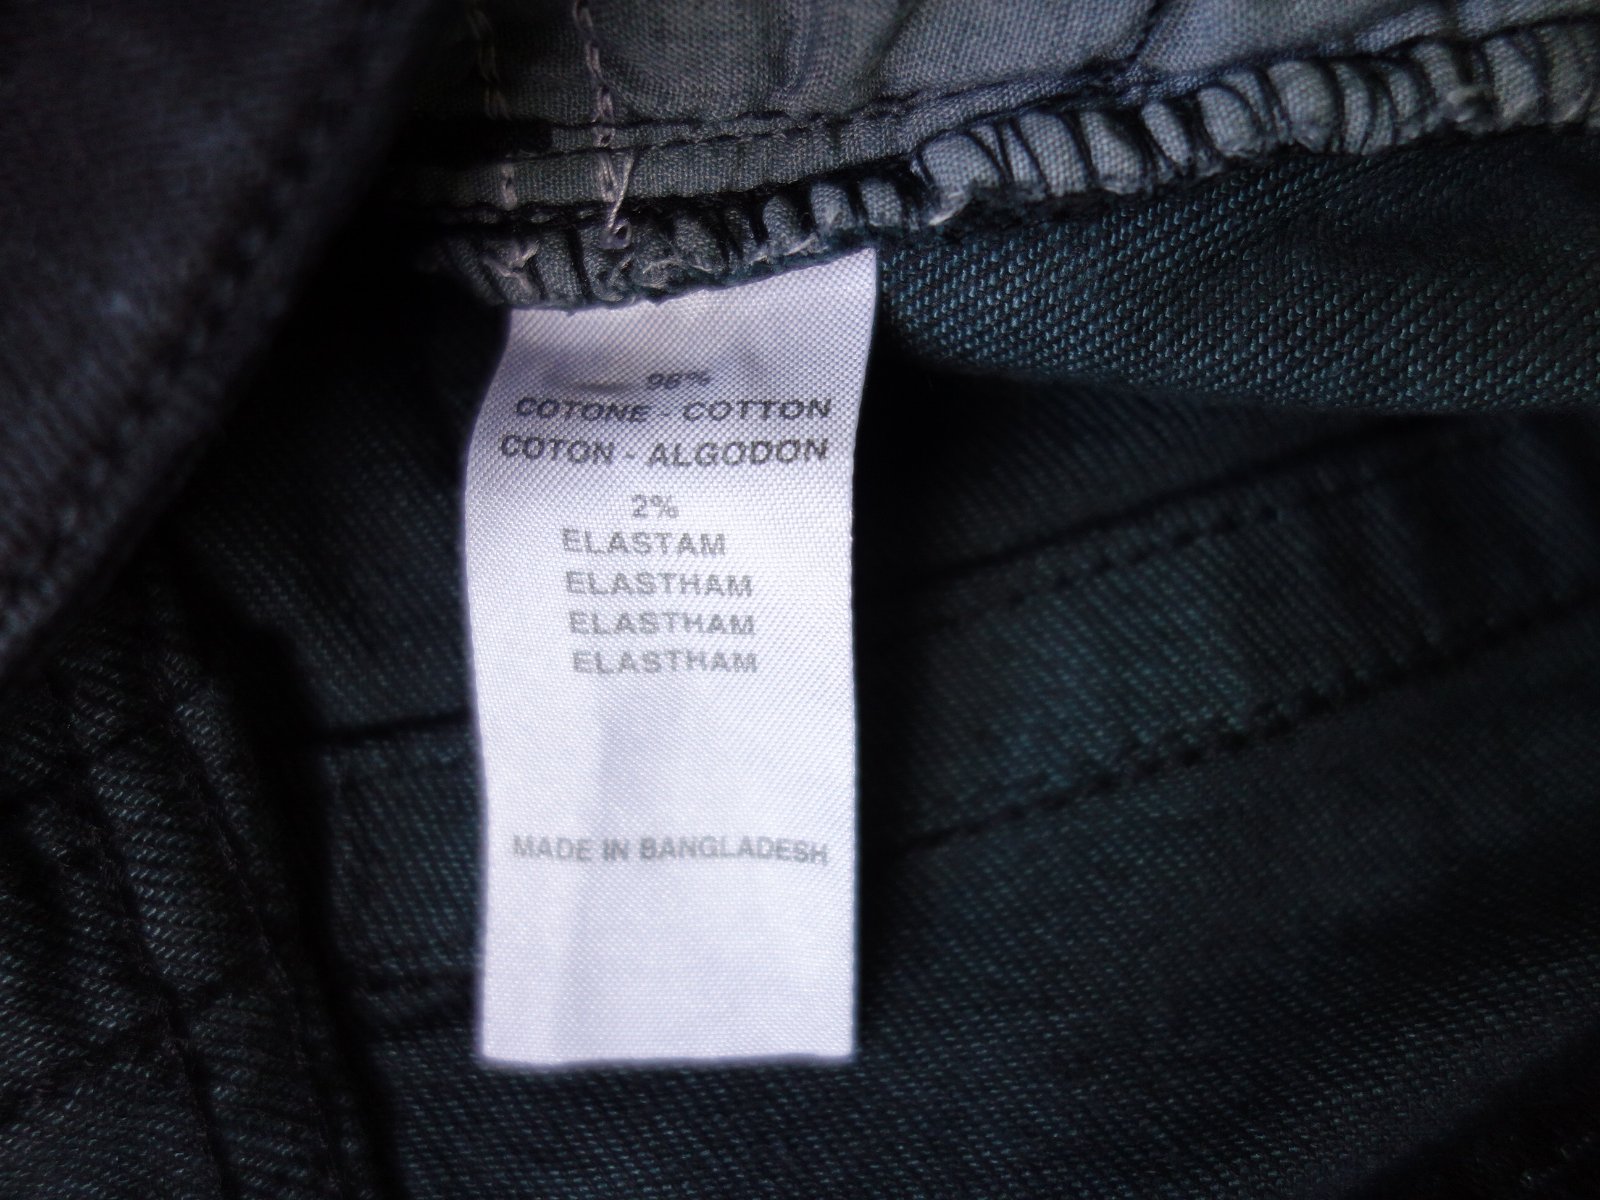 98%
COTONE - COTTON
COTON - ALGODON
2%
ELASTAM
ELASTHAM
ELASTHAM
ELASTHAM
MADE IN BANGLADESH